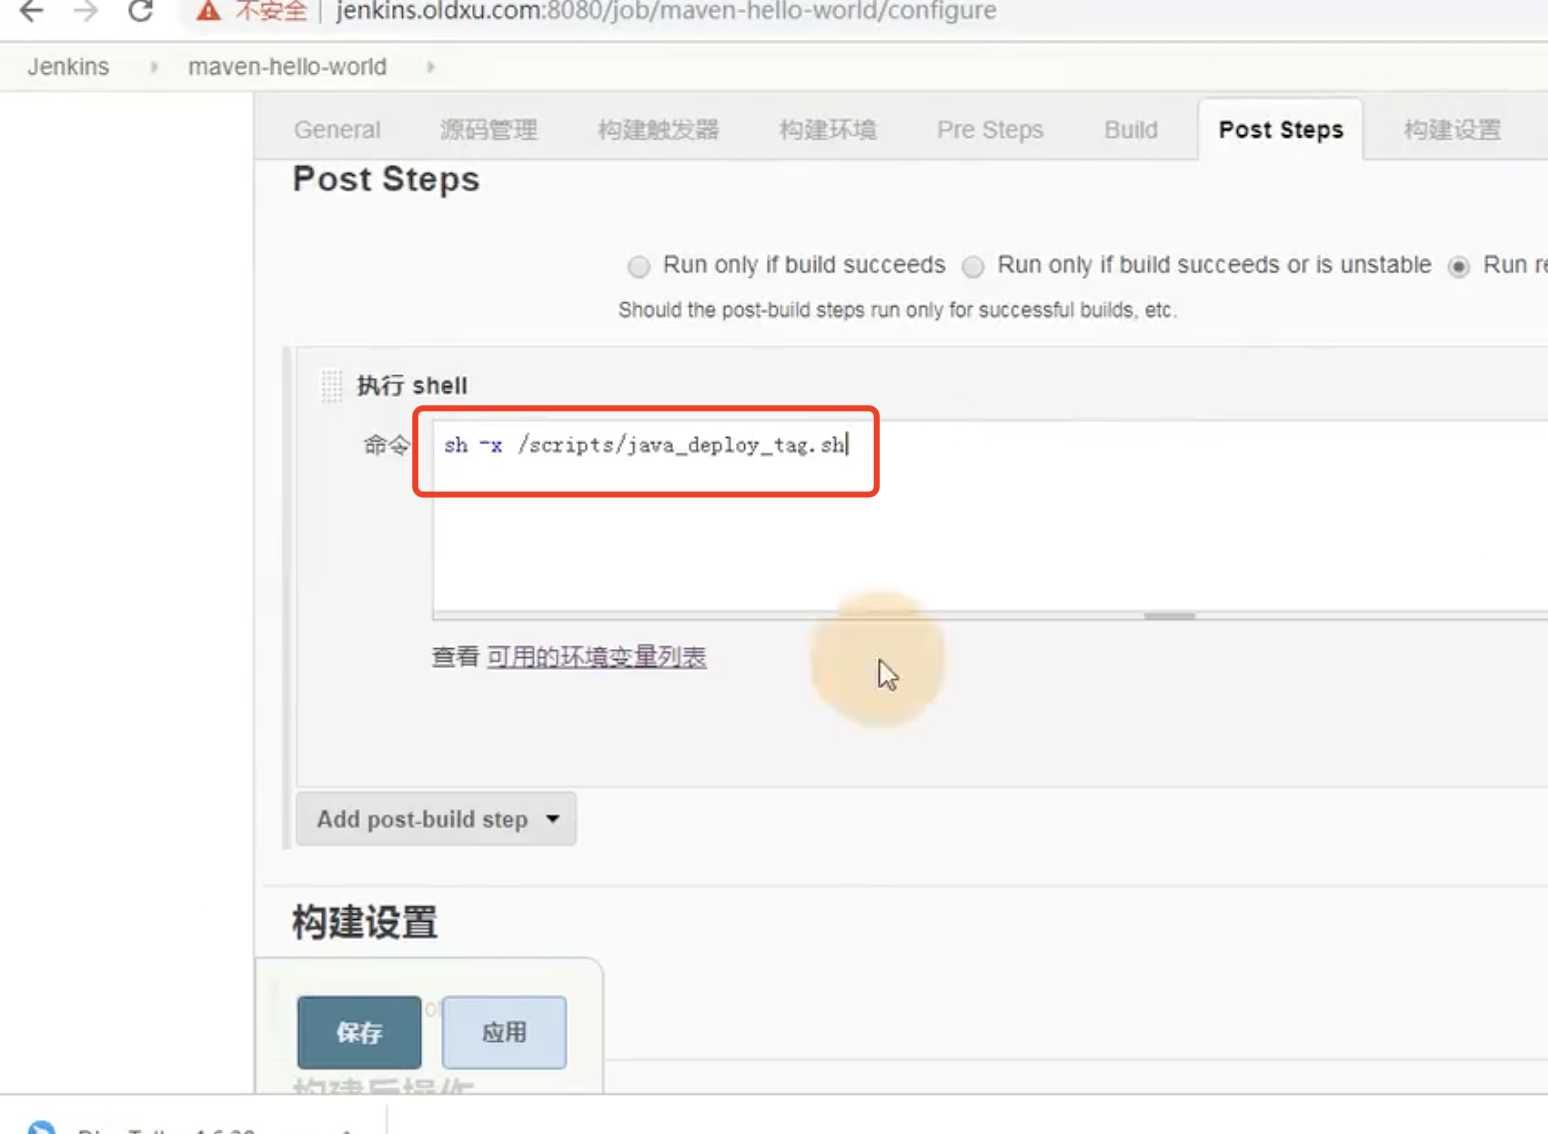 不安全 | jenkins.oldxu.com:8080/job/maven-hello-world/configure
Jenkins maven-hello-world
General 源码管理 构建触发器 构建环境 Pre Steps Build Post Steps 构建设置
Post Steps
Run only if build succeeds Run only if build succeeds or is unstable Run
Should the post-build steps run only for successful builds, etc.
执行 shell
命令 sh -x /scripts/java_deploy_tag.sh
查看 可用的环境变量列表
Add post-build step
构建设置
保存 应用
构建后操作